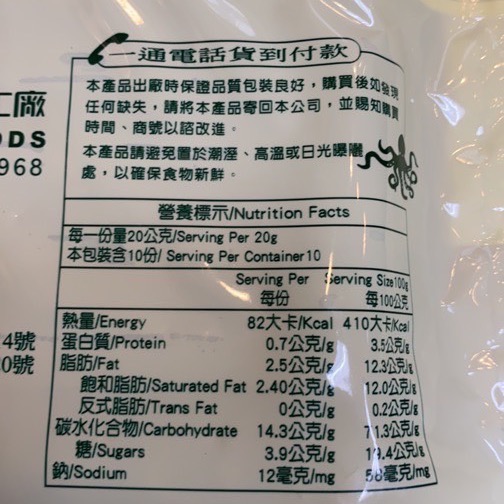 一通電話貨到付款
本產品出廠時保證品質包裝良好，購買後如發現
任何缺失，請將本產品寄回本公司，並賜知購買
時間、商號以諮改進。
本產品請避免置於潮溼、高溫或日光曝曬
處，以確保食物新鮮。
工廠
ODS
968
4號
0號
營養標示/Nutrition Facts
每一份量20公克/Serving Per 20g
本包裝含10份/ Serving Per Container10
Serving Per Serving Size100g
每份 每100公克
熱量/Energy 82大卡/Kcal 410大卡/Kcal
蛋白質/Protein 0.7公克/g 3.5公克/g
脂肪/Fat 2.5公克/g 12.3公克/g
飽和脂肪/Saturated Fat 2.40公克/g 12.0公克/g
反式脂肪/Trans Fat 0公克/g 0.2公克/g
碳水化合物/Carbohydrate 14.3公克/g 71.3公克/g
糖/Sugars 3.9公克/g 19.4公克/g
鈉/Sodium 12毫克/mg 58毫克/mg